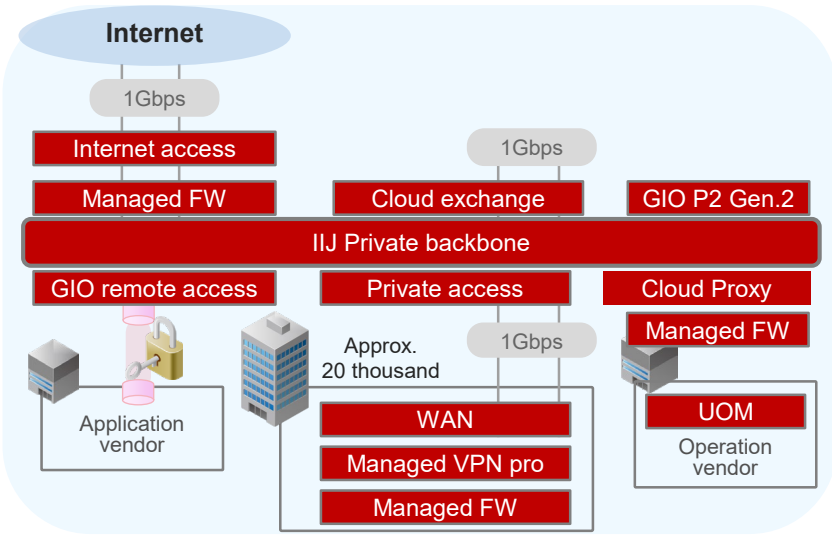 Internet
1Gbps
Internet access
Managed FW
1Gbps
Cloud exchange
GIO P2 Gen.2
IIJ Private backbone
GIO remote access
Private access
Cloud Proxy
Managed FW
1Gbps
Approx.
20 thousand
Application
vendor
WAN
Managed VPN pro
Managed FW
UOM
Operation
vendor